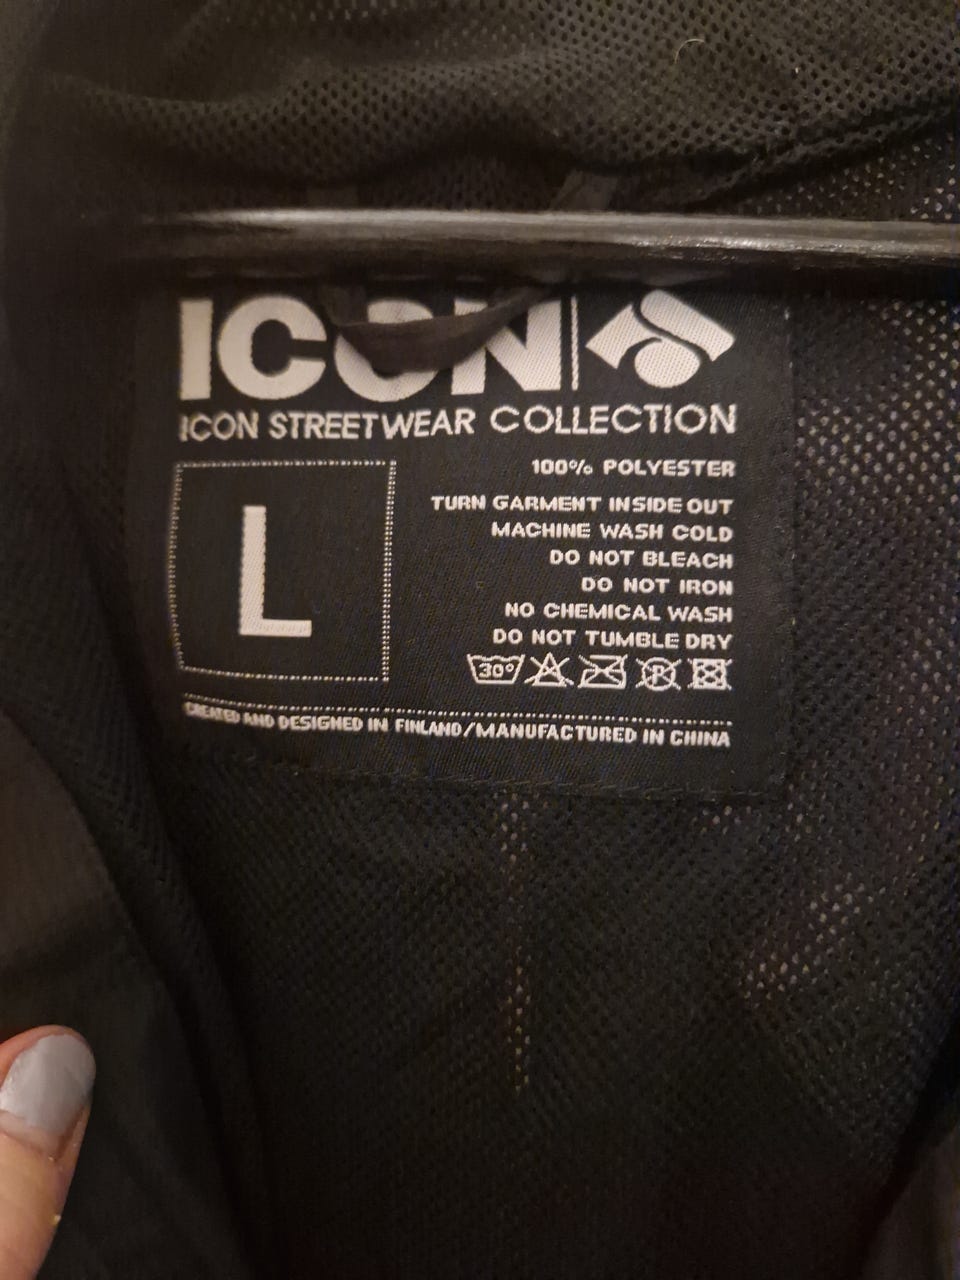 ICON
ICON STREETWEAR COLLECTION
L
100% POLYESTER
TURN GARMENT INSIDE OUT
MACHINE WASH COLD
DO NOT BLEACH
DO NOT IRON
NO CHEMICAL WASH
DO NOT TUMBLE DRY
30° P
CREATED AND DESIGNED IN FINLAND/MANUFACTURED IN CHINA